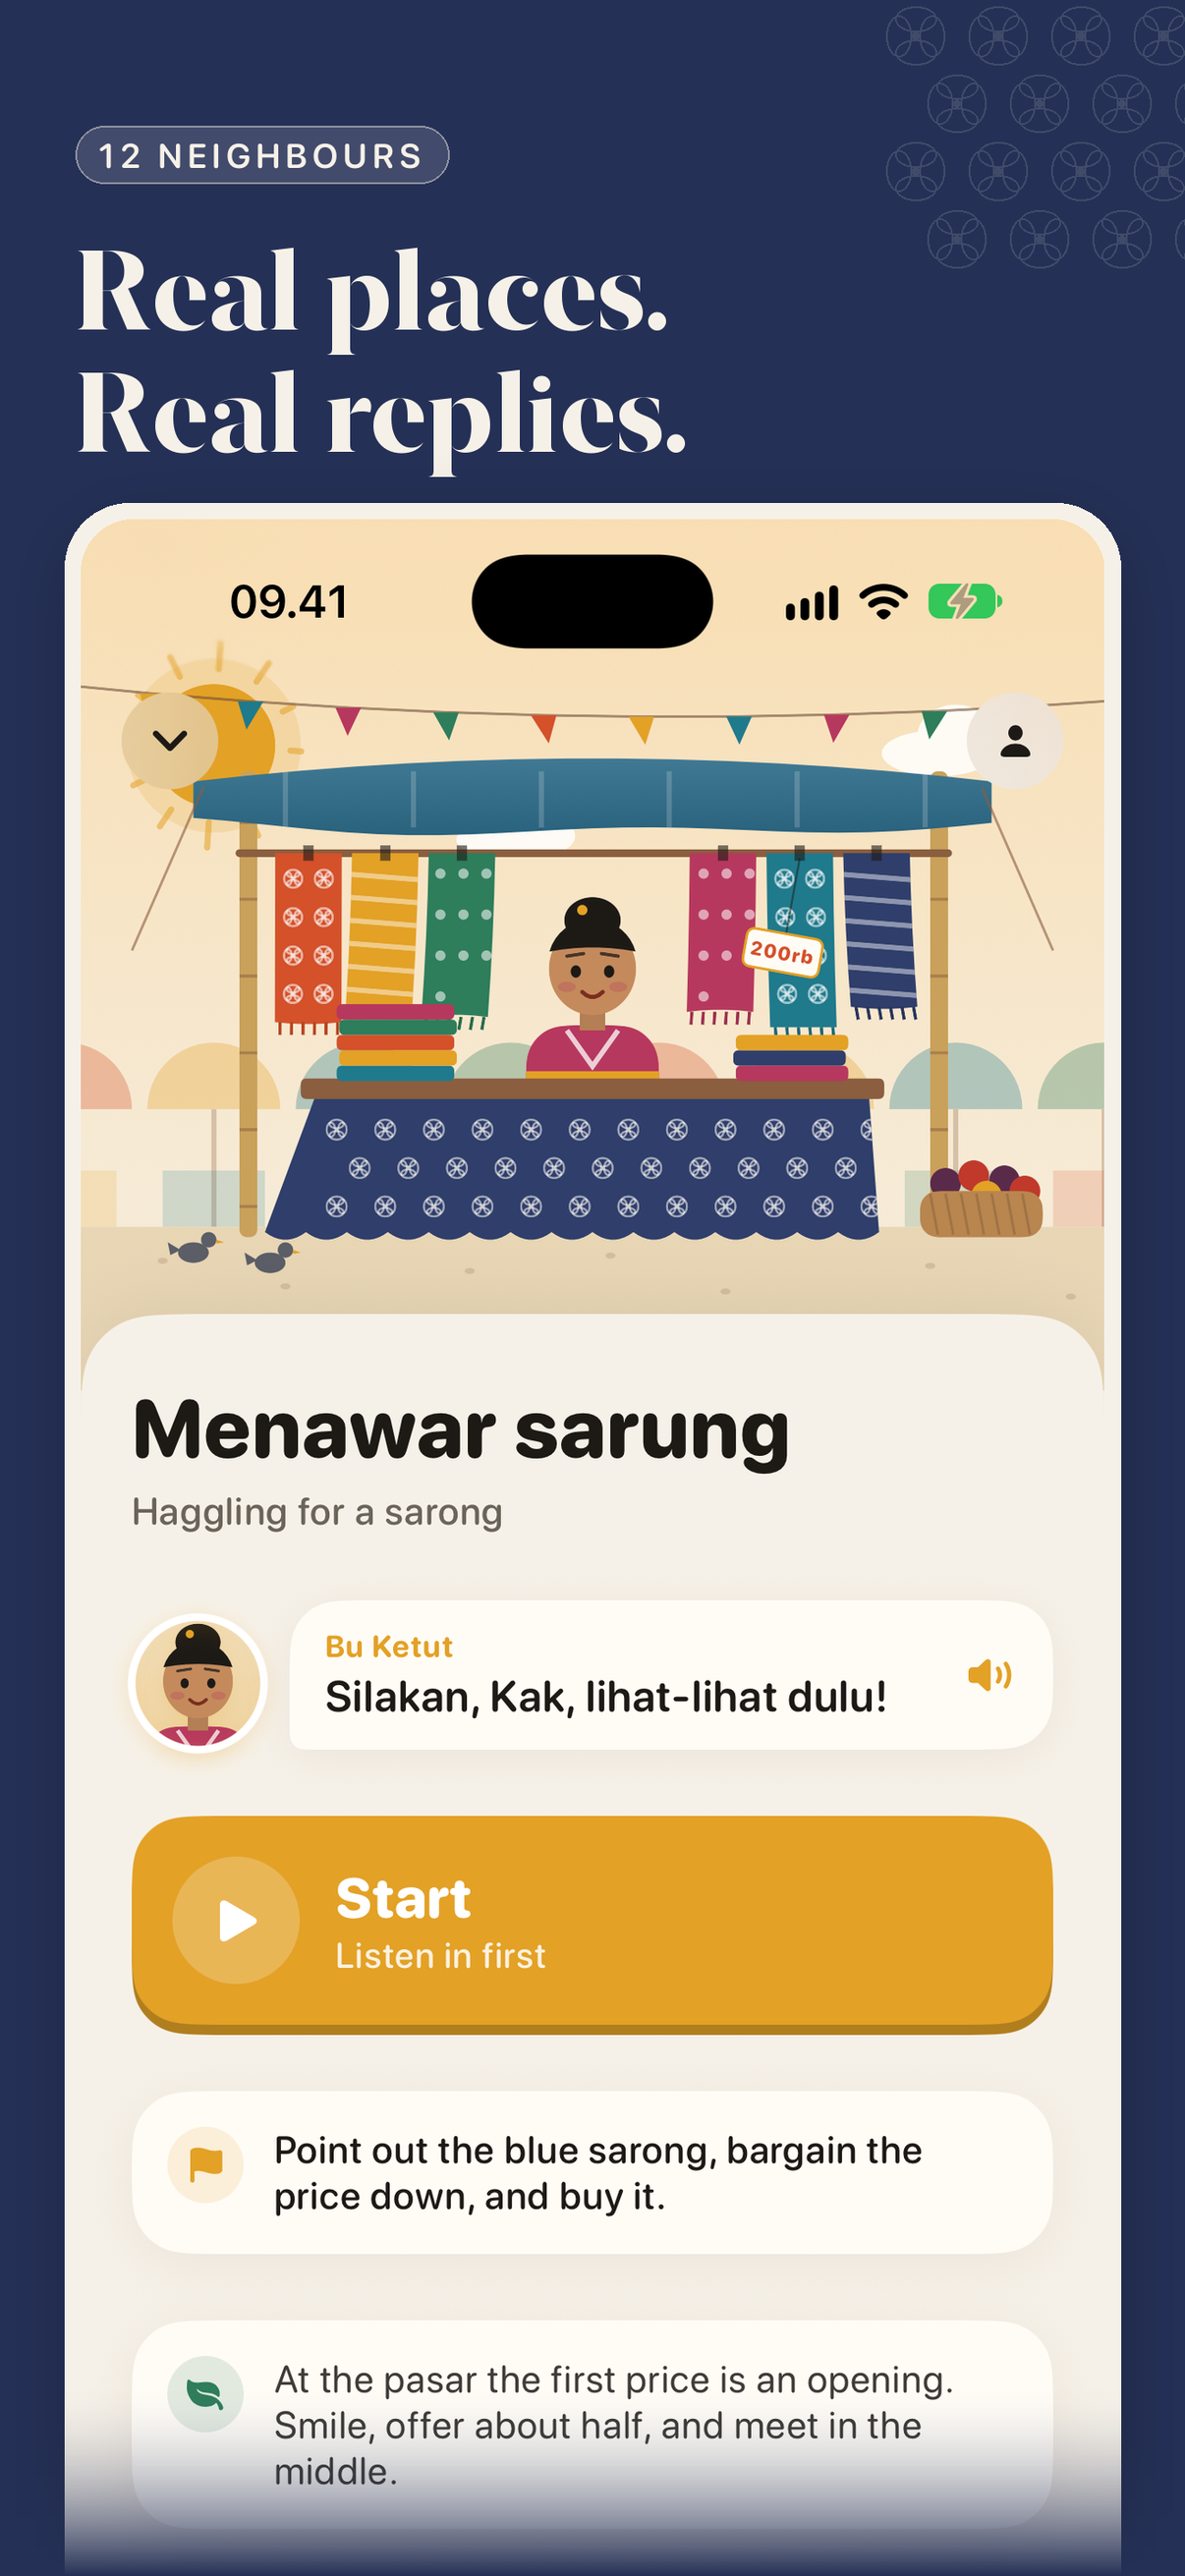 12 NEIGHBOURS
Real places.
Real replies.
09.41
200rb
Menawar sarung
Haggling for a sarong
Bu Ketut
Silakan, Kak, lihat-lihat dulu!
Start
Listen in first
Point out the blue sarong, bargain the
price down, and buy it.
At the pasar the first price is an opening.
Smile, offer about half, and meet in the
middle.